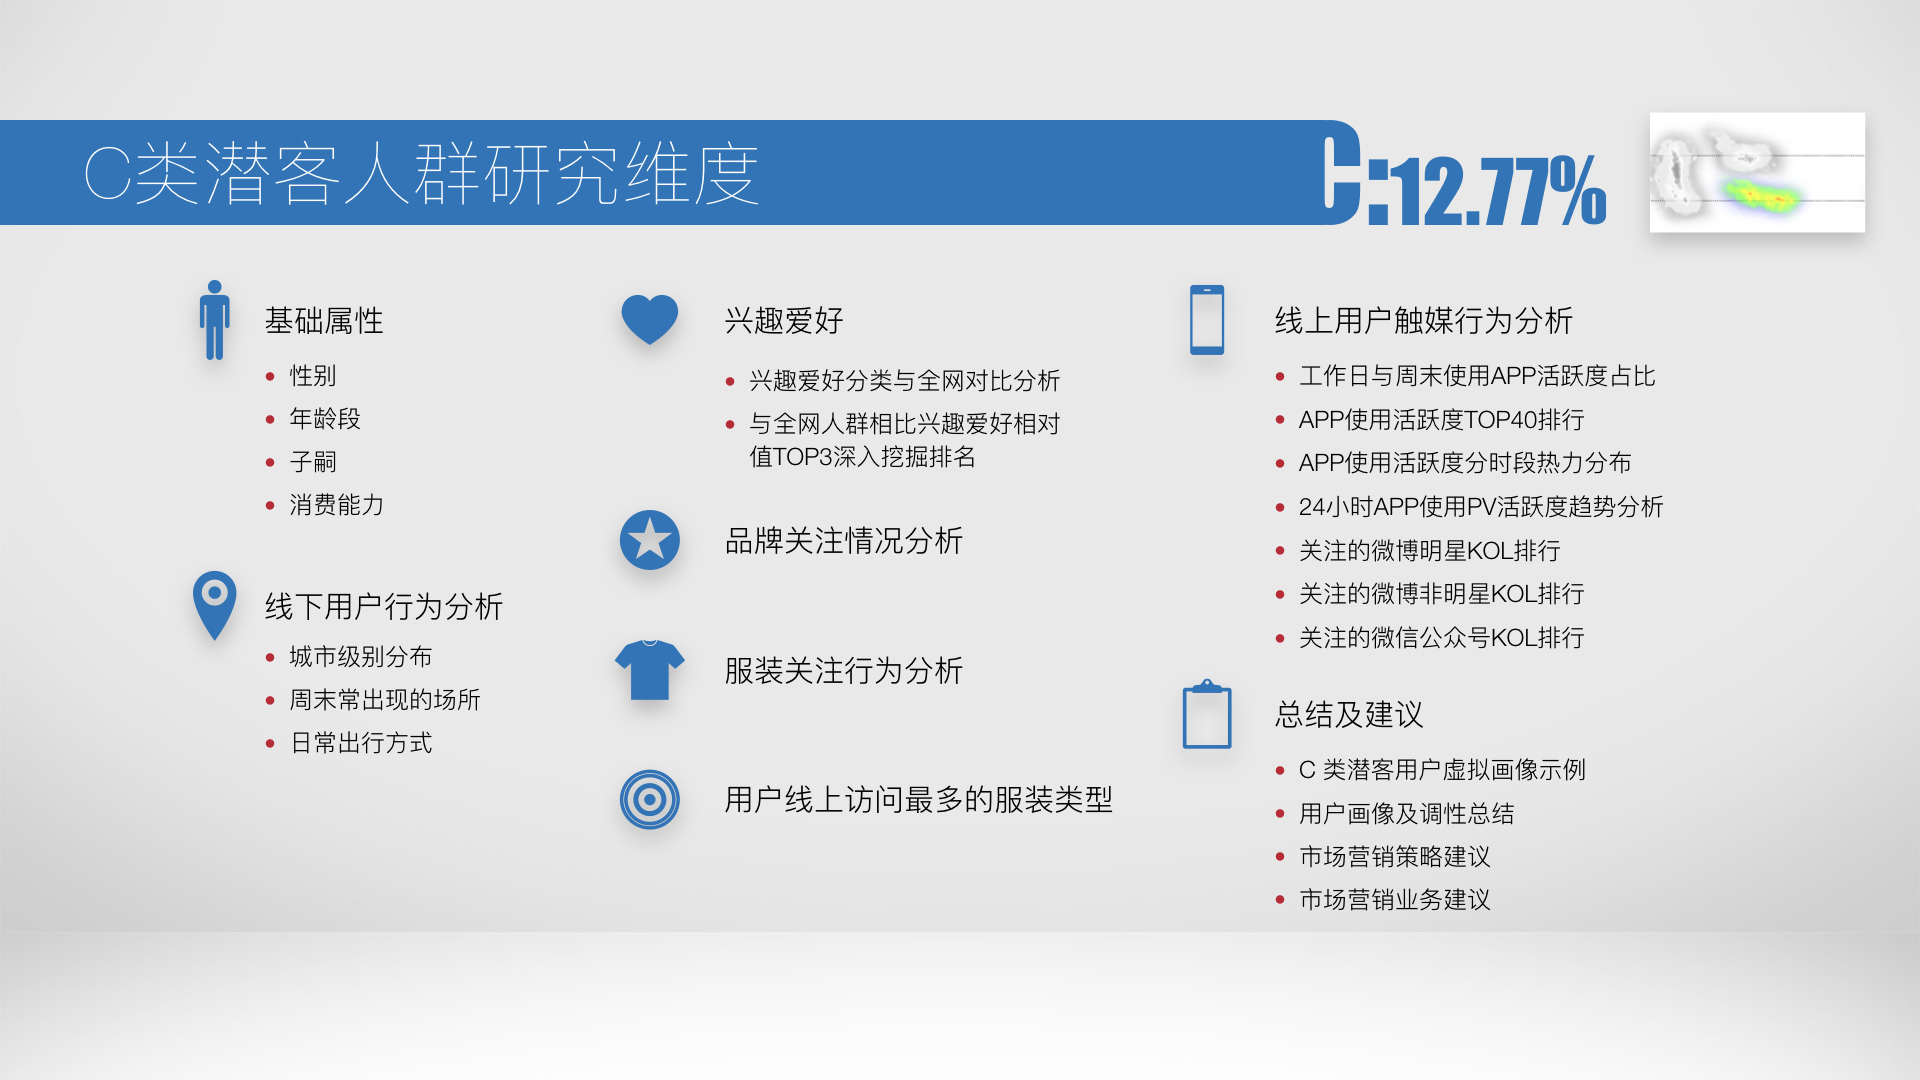 C类潜客人群研究维度
C:12.77%
基础属性
性别
年龄段
子嗣
消费能力
线下用户行为分析
城市级别分布
周末常出现的场所
日常出行方式
兴趣爱好
兴趣爱好分类与全网对比分析
与全网人群相比兴趣爱好相对
值TOP3深入挖掘排名
品牌关注情况分析
服装关注行为分析
用户线上访问最多的服装类型
线上用户触媒行为分析
工作日与周末使用APP活跃度占比
APP使用活跃度TOP40排行
APP使用活跃度分时段热力分布
24小时APP使用PV活跃度趋势分析
关注的微博明星KOL排行
关注的微博非明星KOL排行
关注的微信公众号KOL排行
总结及建议
C 类潜客用户虚拟画像示例
用户画像及调性总结
市场营销策略建议
市场营销业务建议